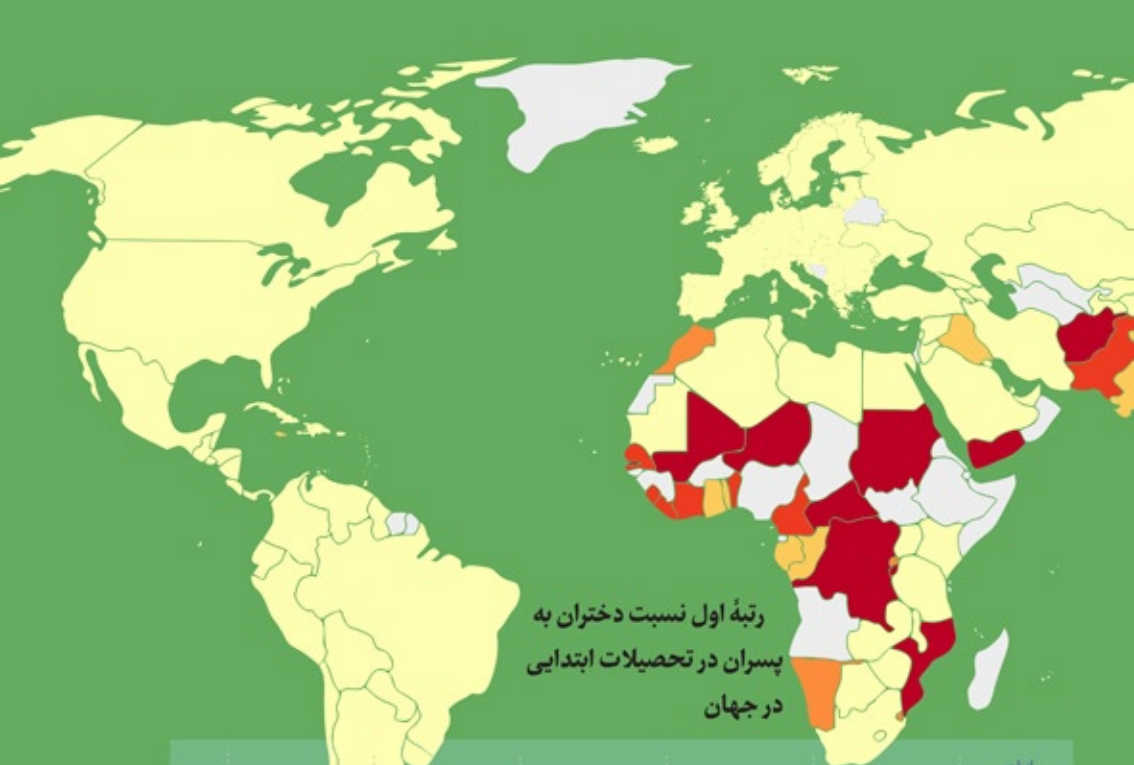 رتبهٔ اول نسبت دختران به
پسران در تحصیلات ابتدایی
در جهان